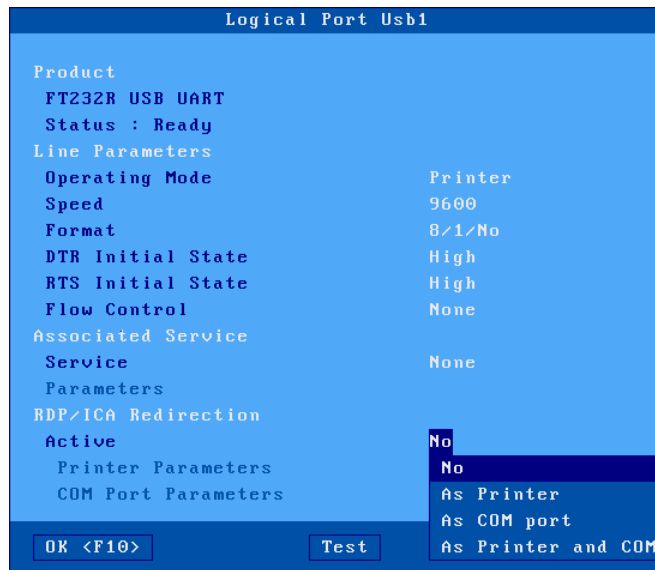 Logical Port Usb1
Product
FT232R USB UART
Status : Ready
Line Parameters
Operating Mode Printer
Speed 9600
Format 8/1/No
DTR Initial State High
RTS Initial State High
Flow Control None
Associated Service
Service None
Parameters
RDP/ICA Redirection
Active No
Printer Parameters No
COM Port Parameters As Printer
As COM port
OK <F10> Test As Printer and COM